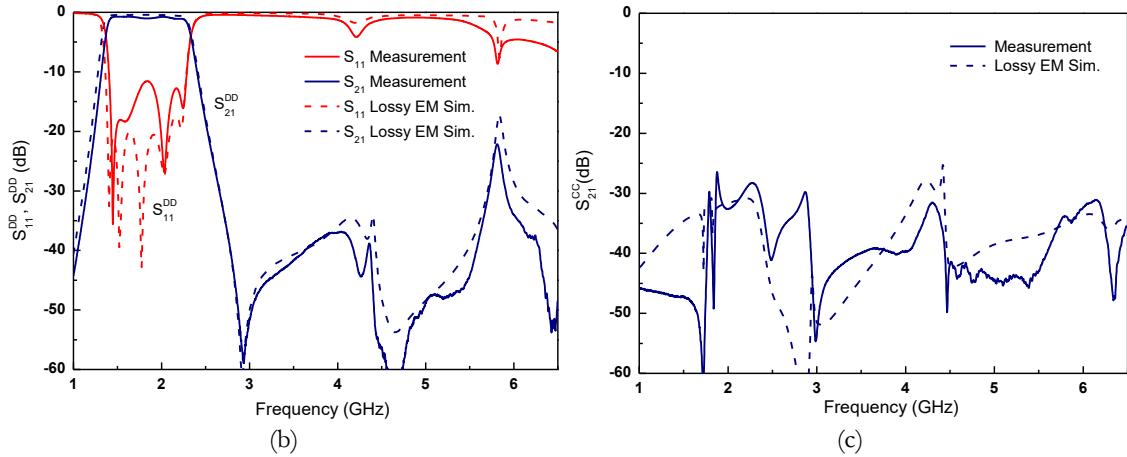 0
-10
-20
-30
-40
-50
-60
S₁₁ᴰᴰ, S₂₁ᴰᴰ (dB)
S₁₁ Measurement
S₂₁ Measurement
S₁₁ Lossy EM Sim.
S₂₁ Lossy EM Sim.
S₂₁ᴰᴰ
S₁₁ᴰᴰ
1 2 3 4 5 6
Frequency (GHz)
(b)
0
-10
-20
-30
-40
-50
-60
S₂₁ᶜᶜ(dB)
Measurement
Lossy EM Sim.
1 2 3 4 5 6
Frequency (GHz)
(c)